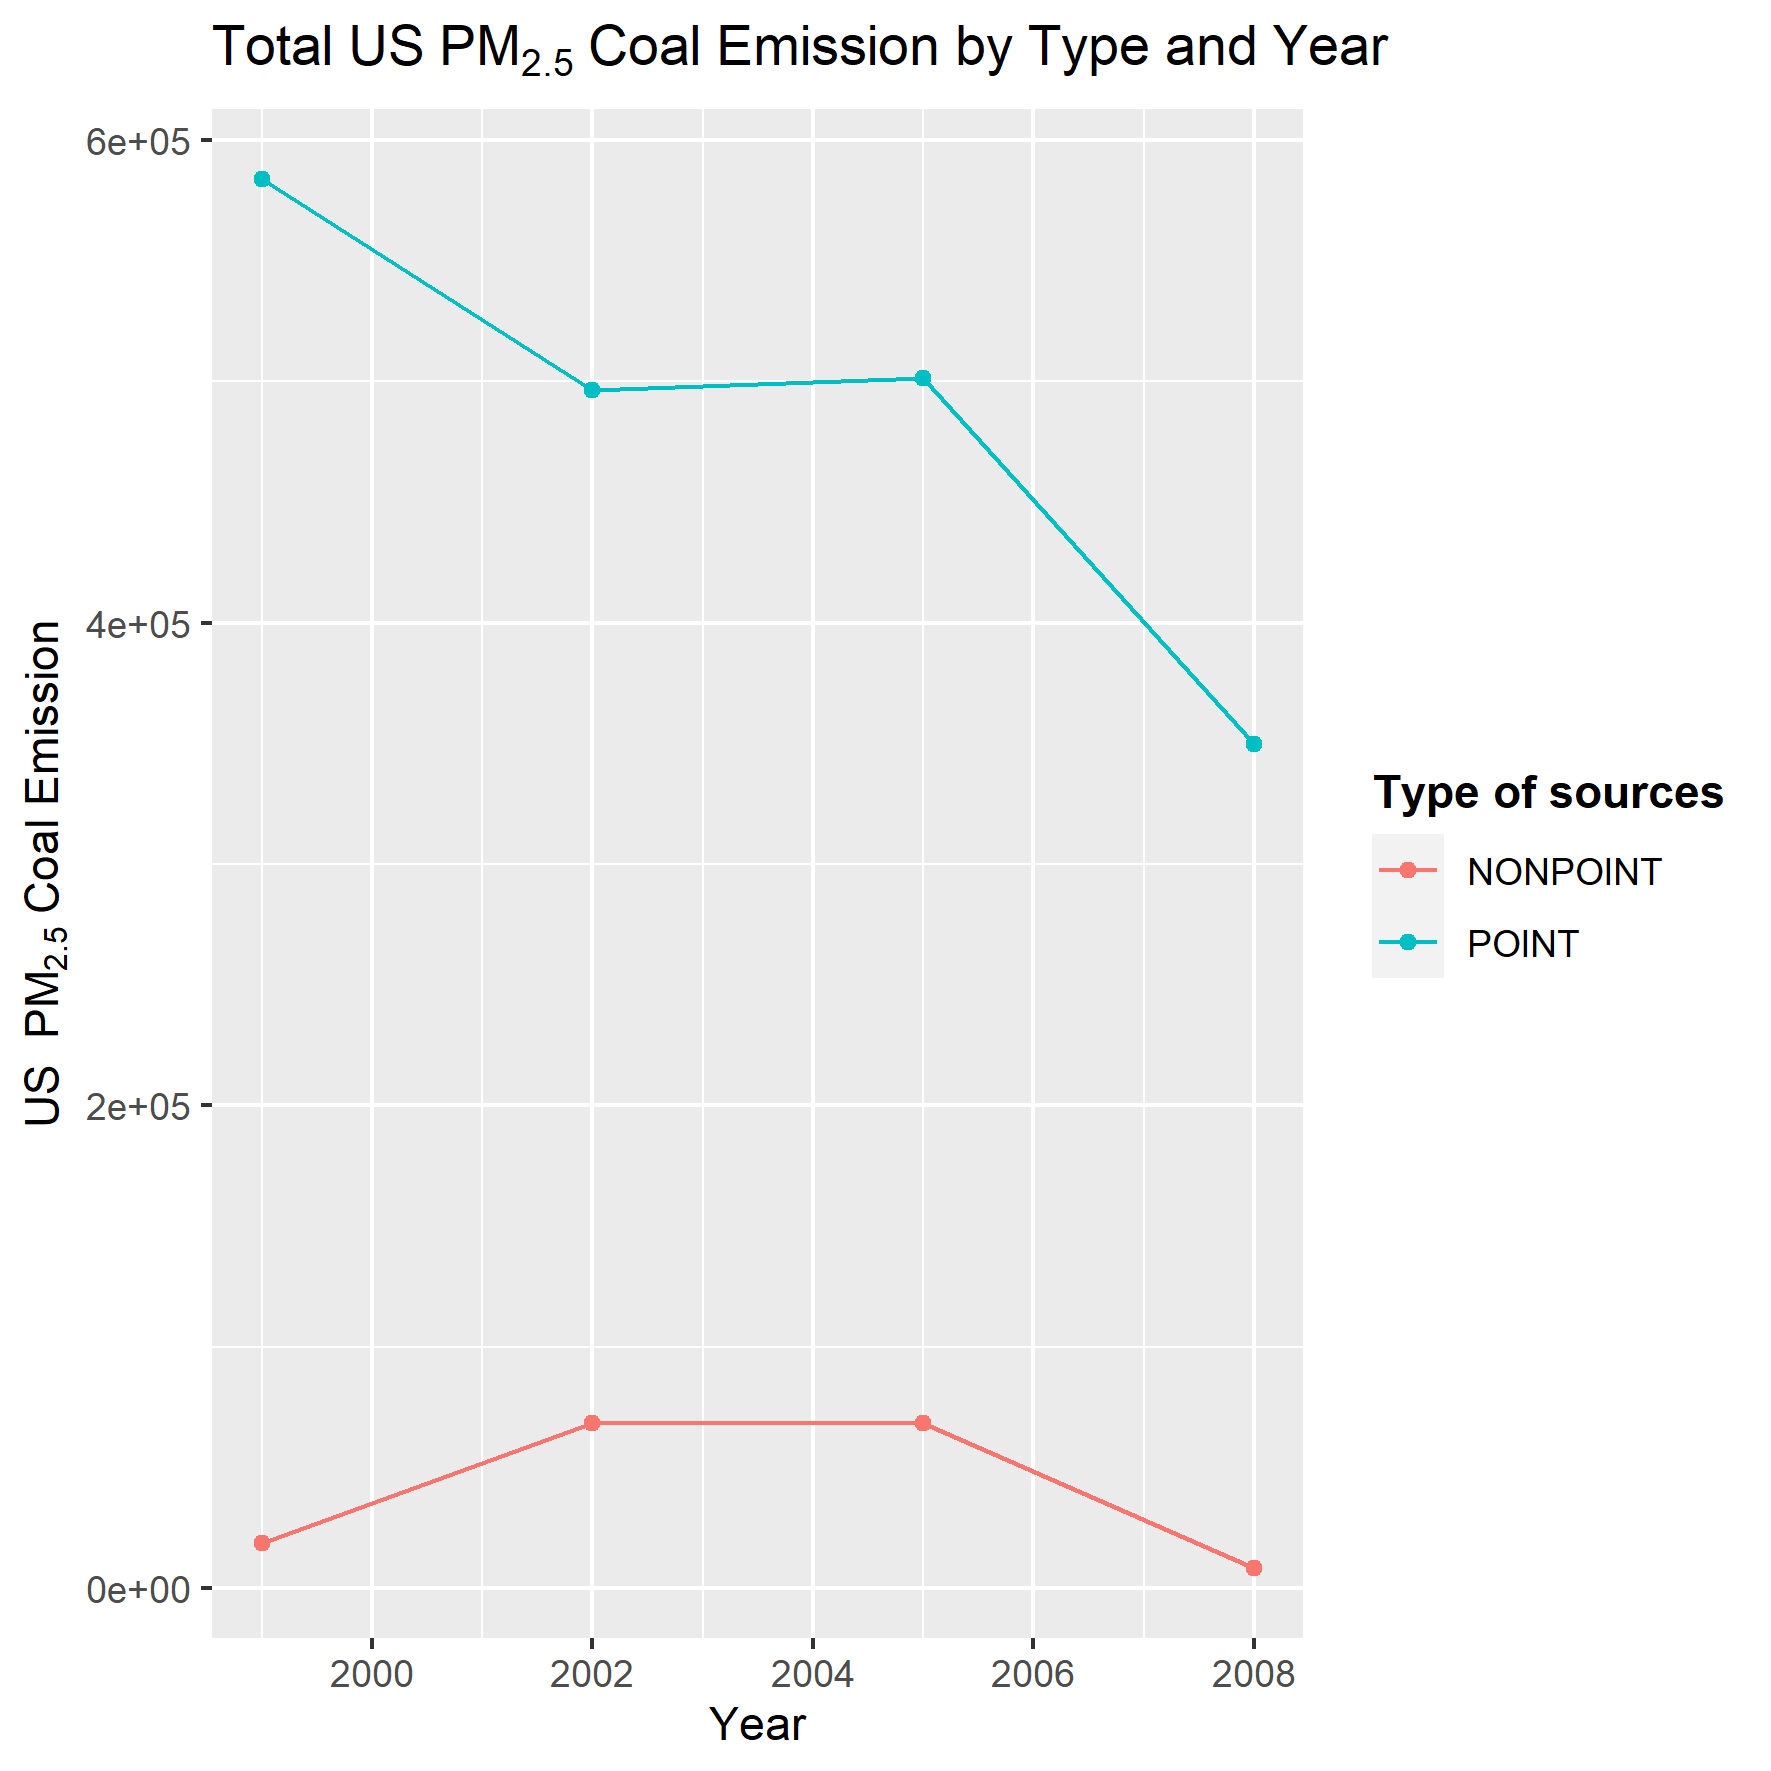 Total US PM2.5 Coal Emission by Type and Year
6e+05
4e+05
2e+05
0e+00
US PM2.5 Coal Emission
2000 2002 2004 2006 2008
Year
Type of sources
NONPOINT
POINT